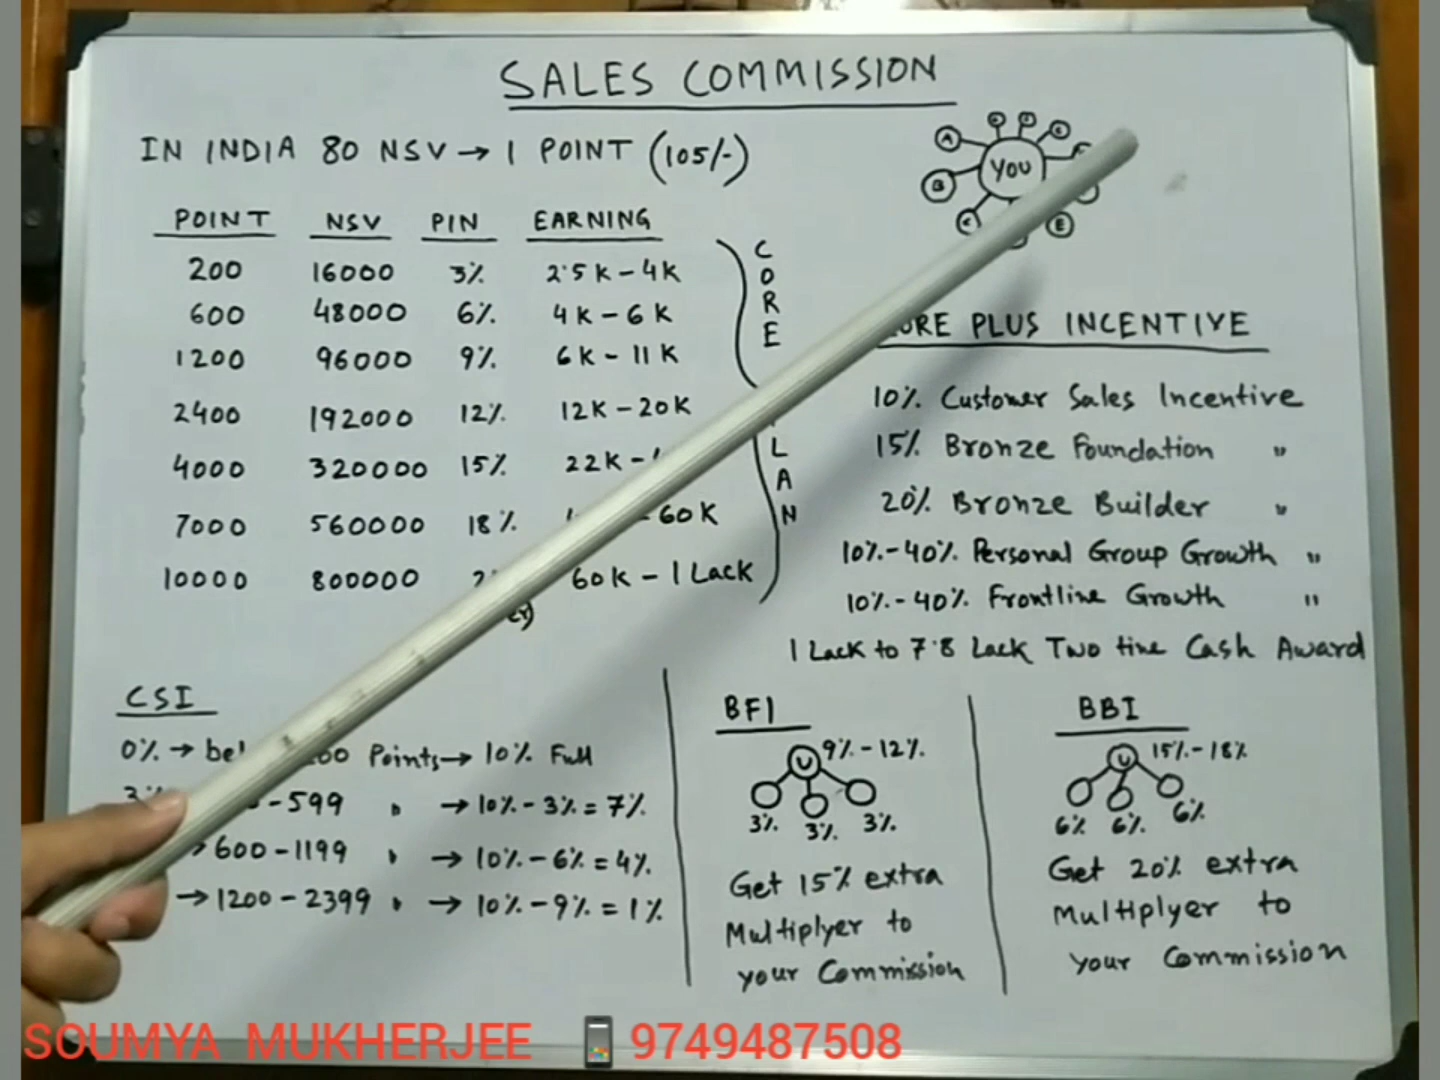 SALES COMMISSION
IN INDIA 80 NSV → 1 POINT (105/-)
POINT NSV PIN EARNING
200 16000 3% 2.5K - 4K
600 48000 6% 4K - 6K
1200 96000 9% 6K - 11K
2400 192000 12% 12K - 20K
4000 320000 15% 22K -
7000 560000 18% - 60K
10000 800000 60K - 1 Lack
CORE
LAN
A
B
C
YOU
E
PLUS INCENTIVE
10% Customer Sales Incentive
15% Bronze Foundation "
20% Bronze Builder "
10%-40% Personal Group Growth "
10%-40% Frontline Growth "
1 Lack to 7.8 Lack Two time Cash Award
CSI
0% → Points → 10% Full
3% - 599 " → 10% - 3% = 7%
→ 600 - 1199 " → 10% - 6% = 4%
→ 1200 - 2399 " → 10% - 9% = 1%
BFI
U 9% - 12%
3% 3% 3%
Get 15% extra
Multiplyer to
your Commission
BBI
U 15% - 18%
6% 6% 6%
Get 20% extra
Multiplyer to
your Commission
SOUMYA MUKHERJEE 9749487508